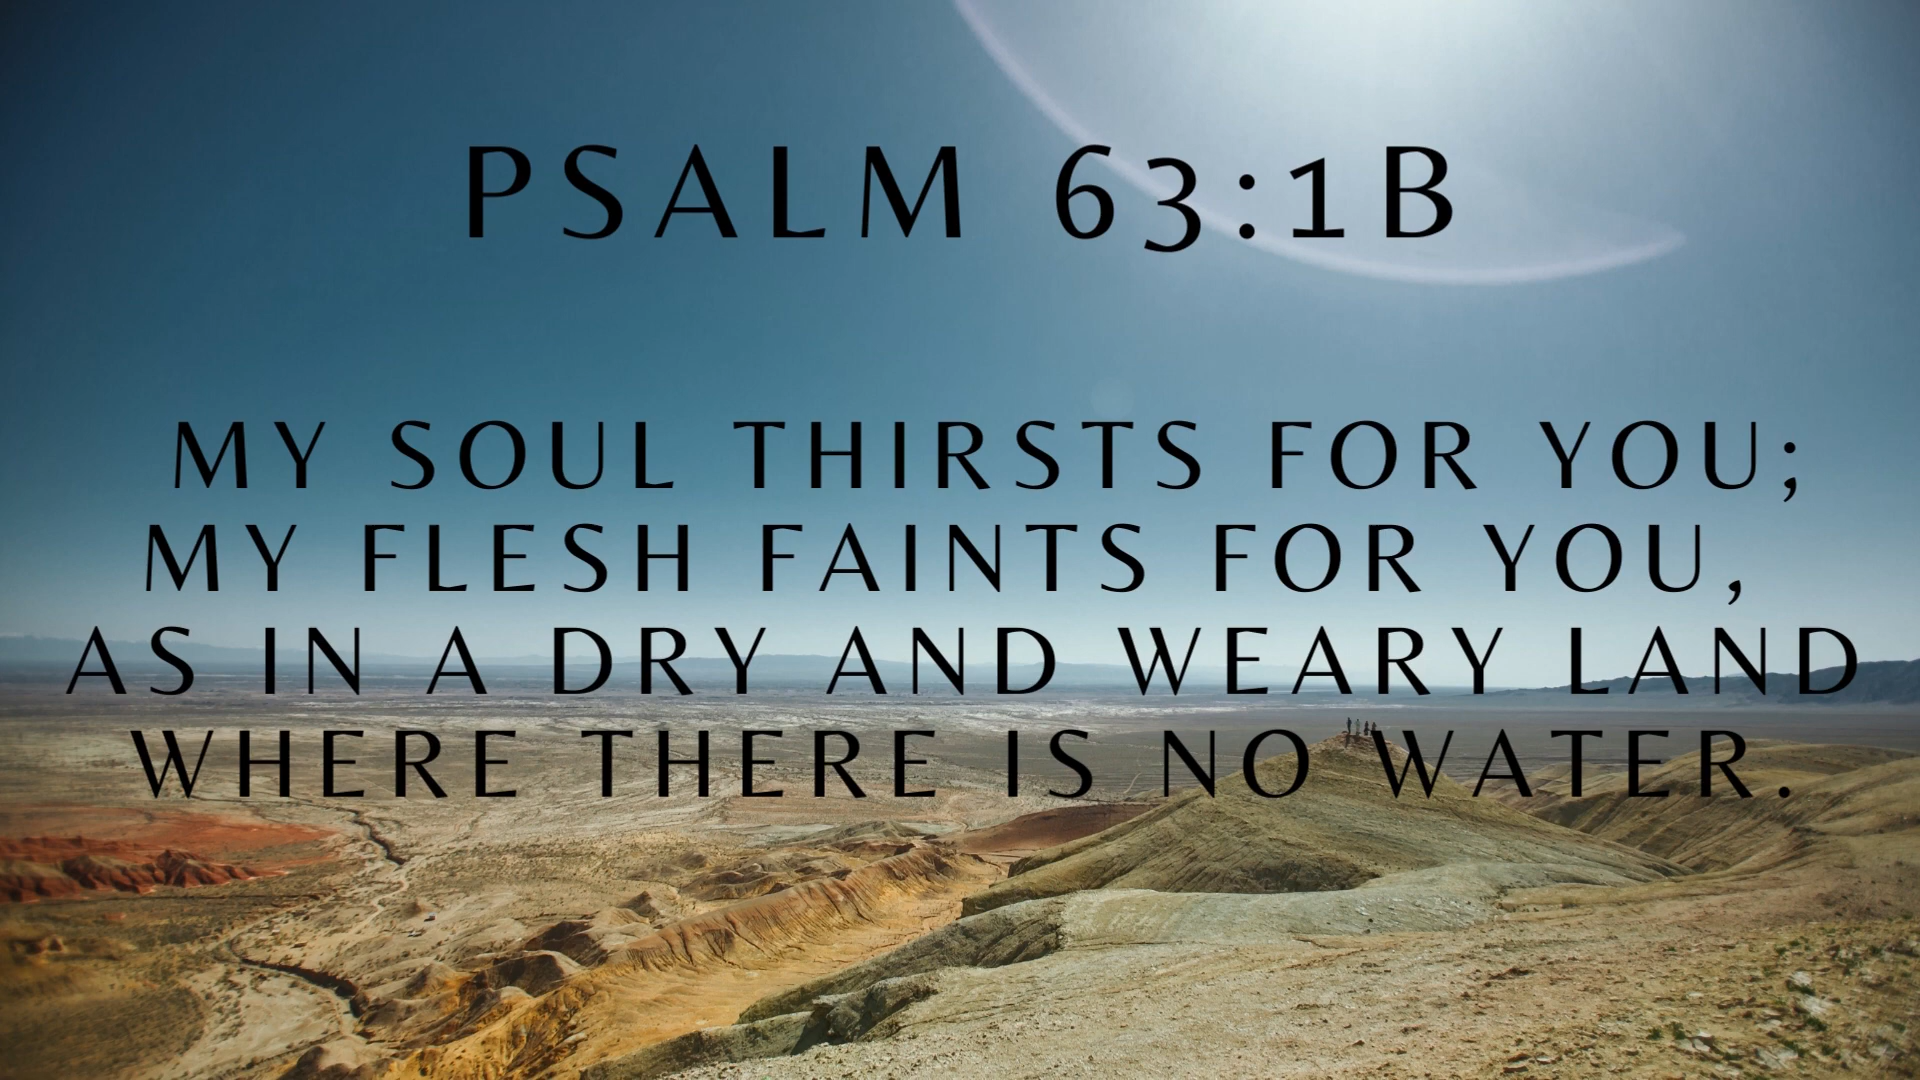 PSALM 63:1B
MY SOUL THIRSTS FOR YOU;
MY FLESH FAINTS FOR YOU,
AS IN A DRY AND WEARY LAND
WHERE THERE IS NO WATER.